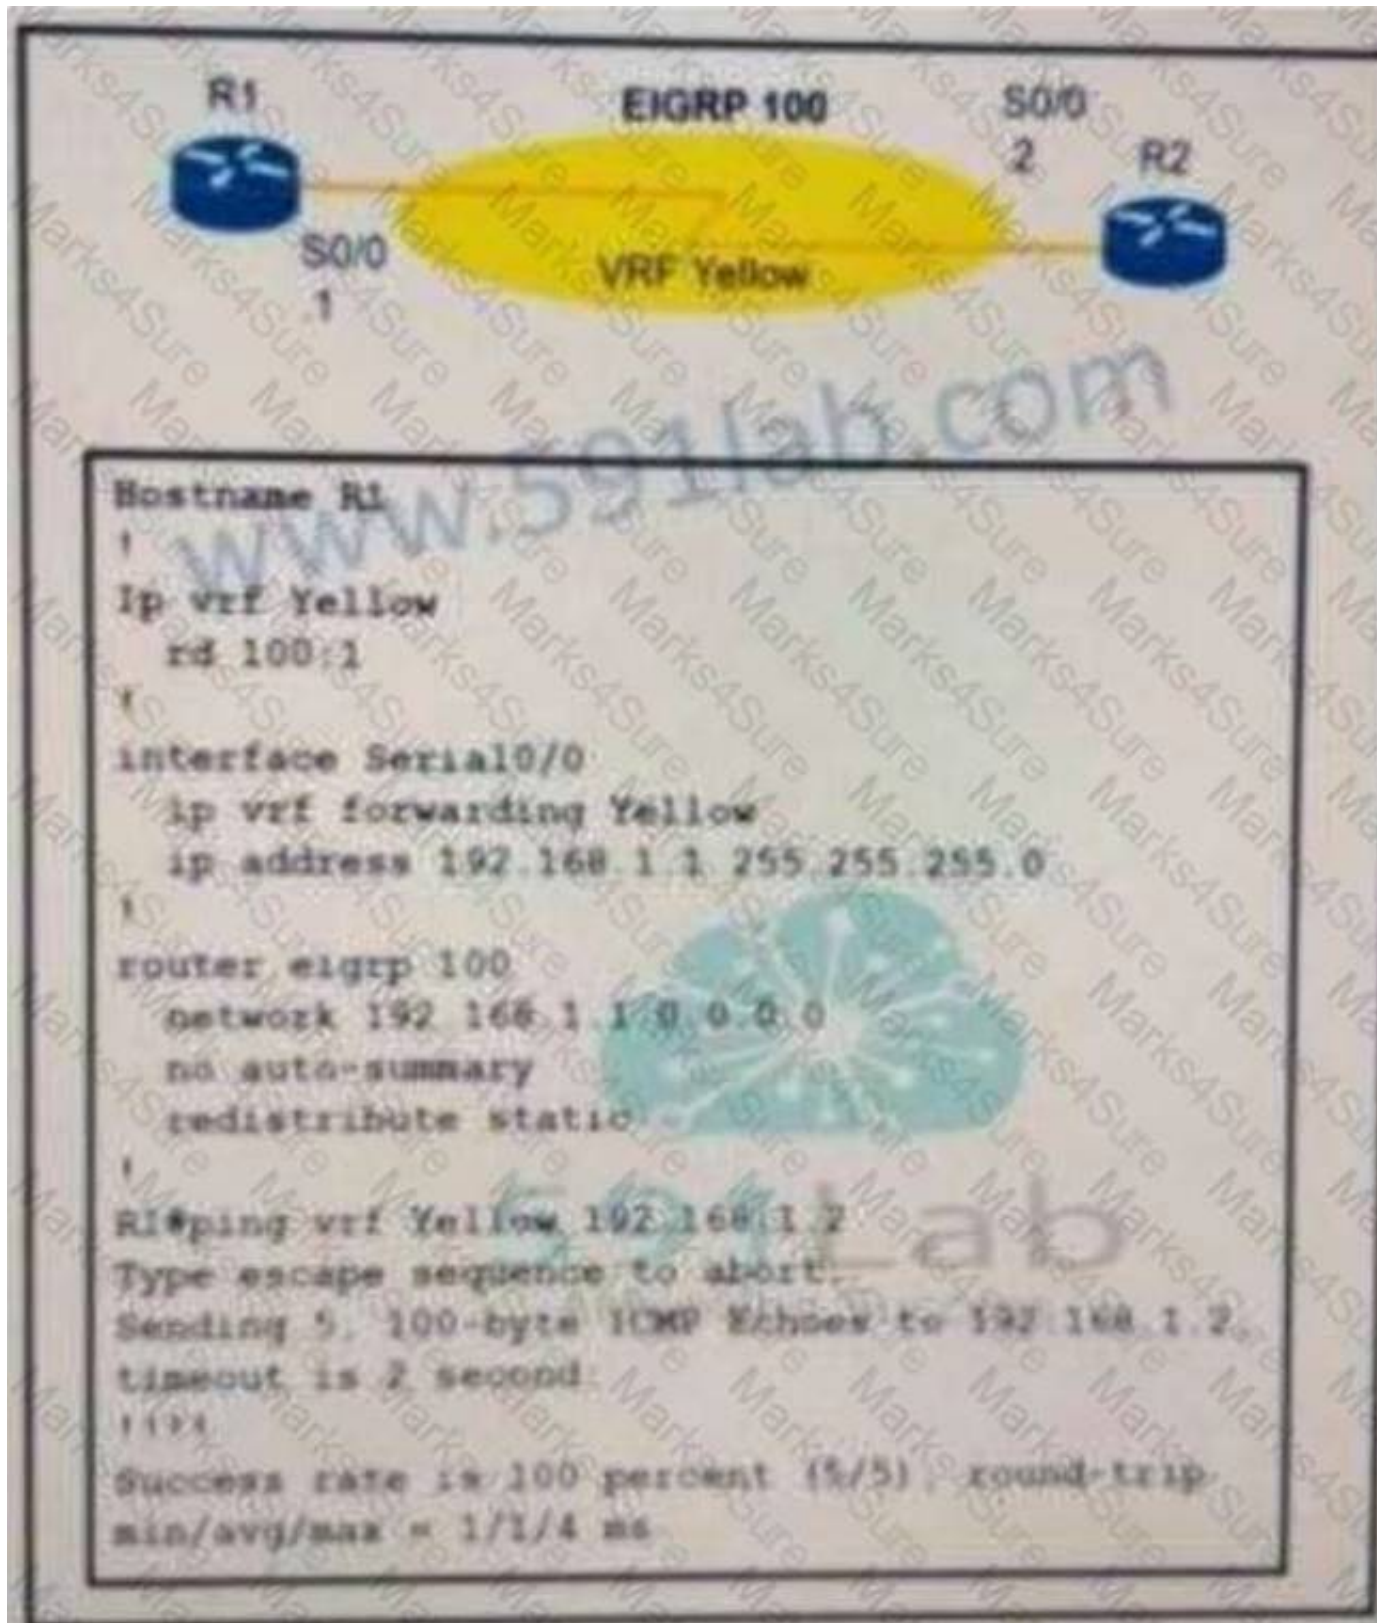 R1
EIGRP 100
S0/0
2
R2
S0/0
.1
VRF Yellow
www.591lab.com
Hostname R1
!
Ip vrf Yellow
rd 100:1
!
interface Serial0/0
ip vrf forwarding Yellow
ip address 192.168.1.1 255.255.255.0
!
router eigrp 100
network 192.168.1.1 0.0.0.0
no auto-summary
redistribute static
!
591Lab
R1#ping vrf Yellow 192.168.1.2
Type escape sequence to abort.
Sending 5, 100-byte ICMP Echoes to 192.168.1.2,
timeout is 2 second:
!!!!
Success rate is 100 percent (5/5), round-trip
min/avg/max = 1/1/4 ms
Marks4Sure